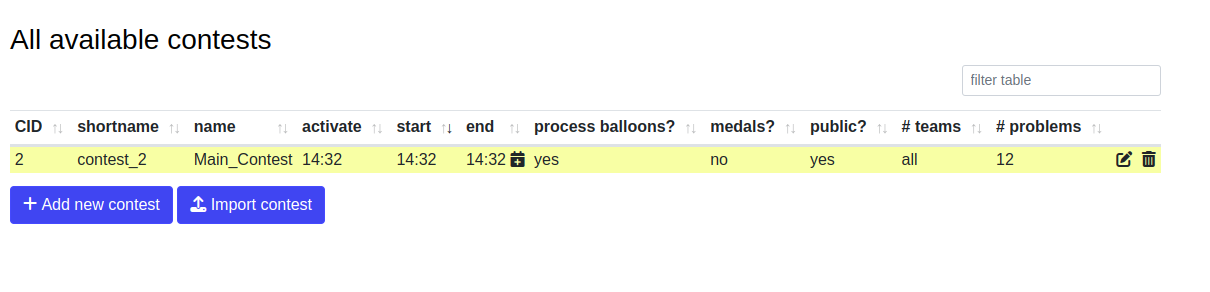 All available contests
filter table
CID shortname name activate start end process balloons? medals? public? # teams # problems
2 contest_2 Main_Contest 14:32 14:32 14:32 yes no yes all 12
Add new contest Import contest